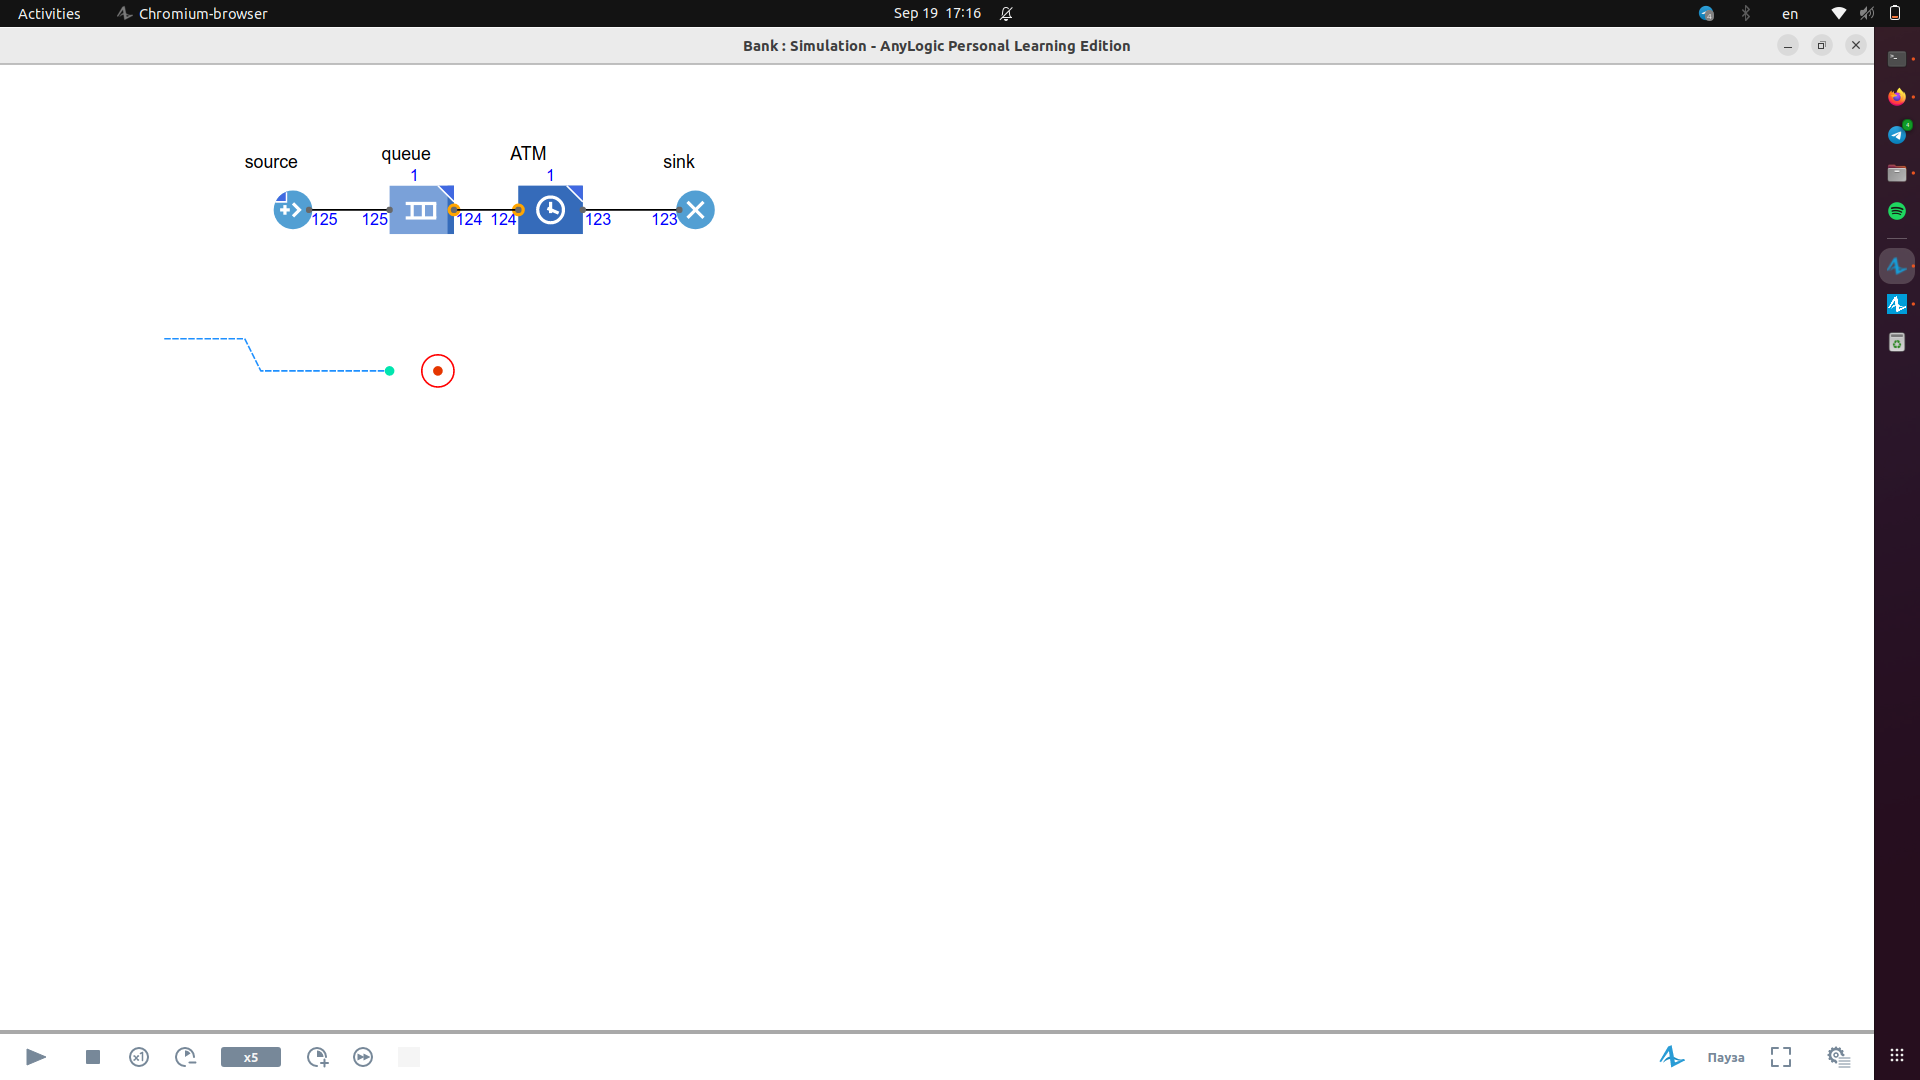 Activities Chromium-browser Sep 19 17:16 en
Bank : Simulation - AnyLogic Personal Learning Edition
source queue ATM sink
1 1
125 125 124 124 123 123
x1 x5 Пауза